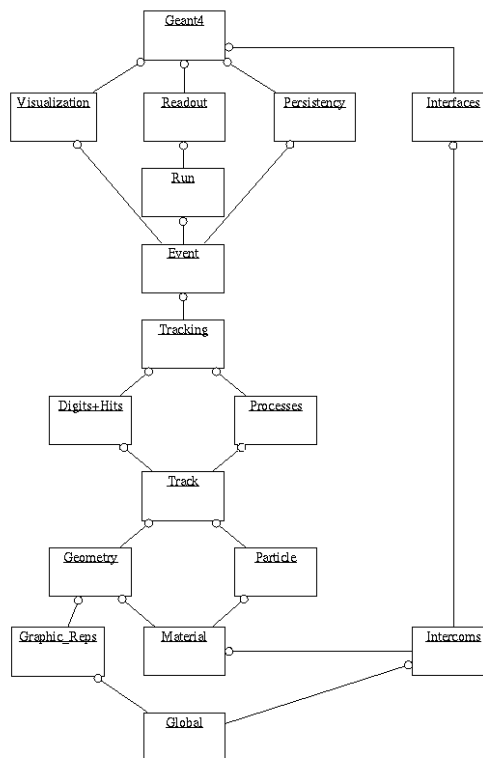 Geant4
Visualization
Readout
Persistency
Interfaces
Run
Event
Tracking
Digits+Hits
Processes
Track
Geometry
Particle
Graphic_Reps
Material
Intercoms
Global